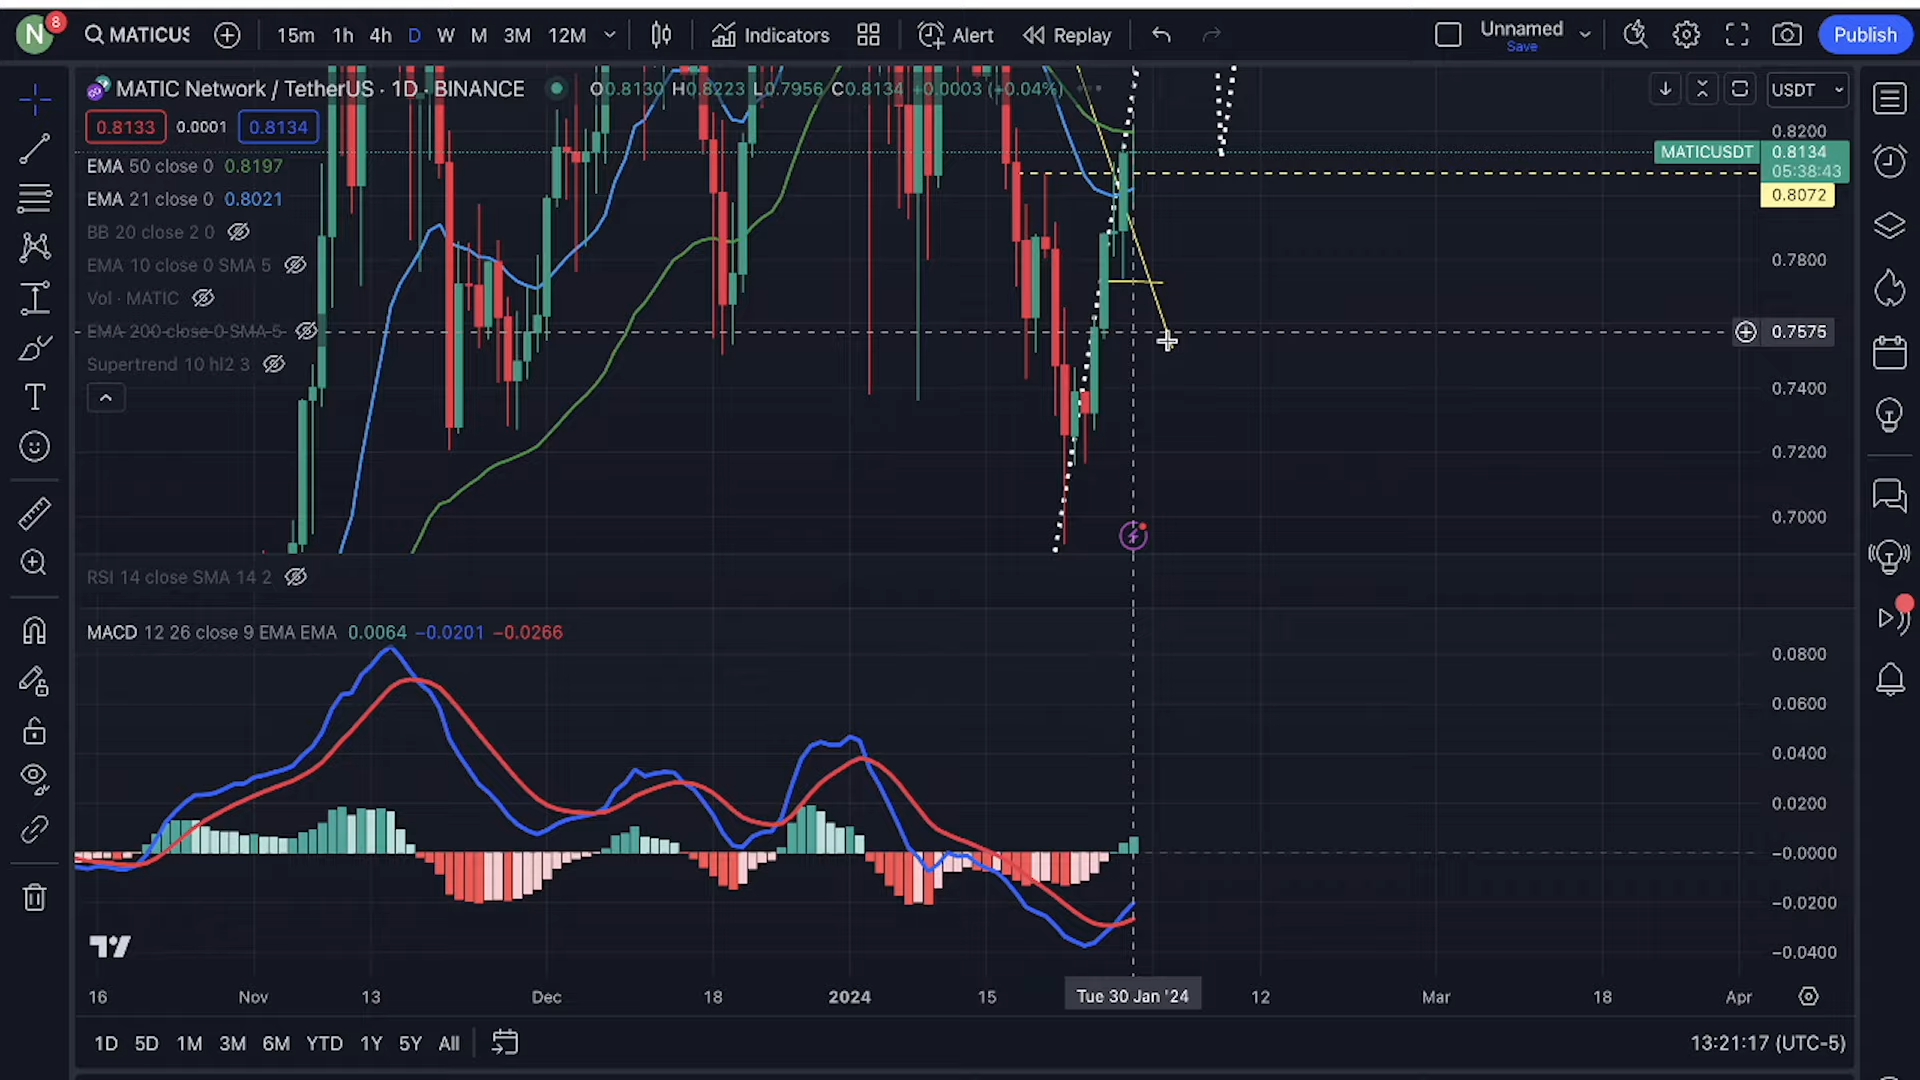 N
8
MATICUS
15m 1h 4h D W M 3M 12M
Indicators
Alert
Replay
Unnamed
Save
Publish
MATIC Network / TetherUS · 1D · BINANCE
O0.8130 H0.8223 L0.7956 C0.8134 +0.0003 (+0.04%)
USDT
0.8133
0.0001
0.8134
EMA 50 close 0 0.8197
EMA 21 close 0 0.8021
BB 20 close 2 0
EMA 10 close 0 SMA 5
Vol · MATIC
EMA 200 close 0 SMA 5
Supertrend 10 hl2 3
0.8200
MATICUSDT
0.8134
05:38:43
0.8072
0.7800
0.7575
0.7400
0.7200
0.7000
RSI 14 close SMA 14 2
MACD 12 26 close 9 EMA EMA 0.0064 −0.0201 −0.0266
0.0800
0.0600
0.0400
0.0200
−0.0000
−0.0200
−0.0400
16 Nov 13 Dec 18 2024 15 Tue 30 Jan '24 12 Mar 18 Apr
1D 5D 1M 3M 6M YTD 1Y 5Y All
13:21:17 (UTC-5)